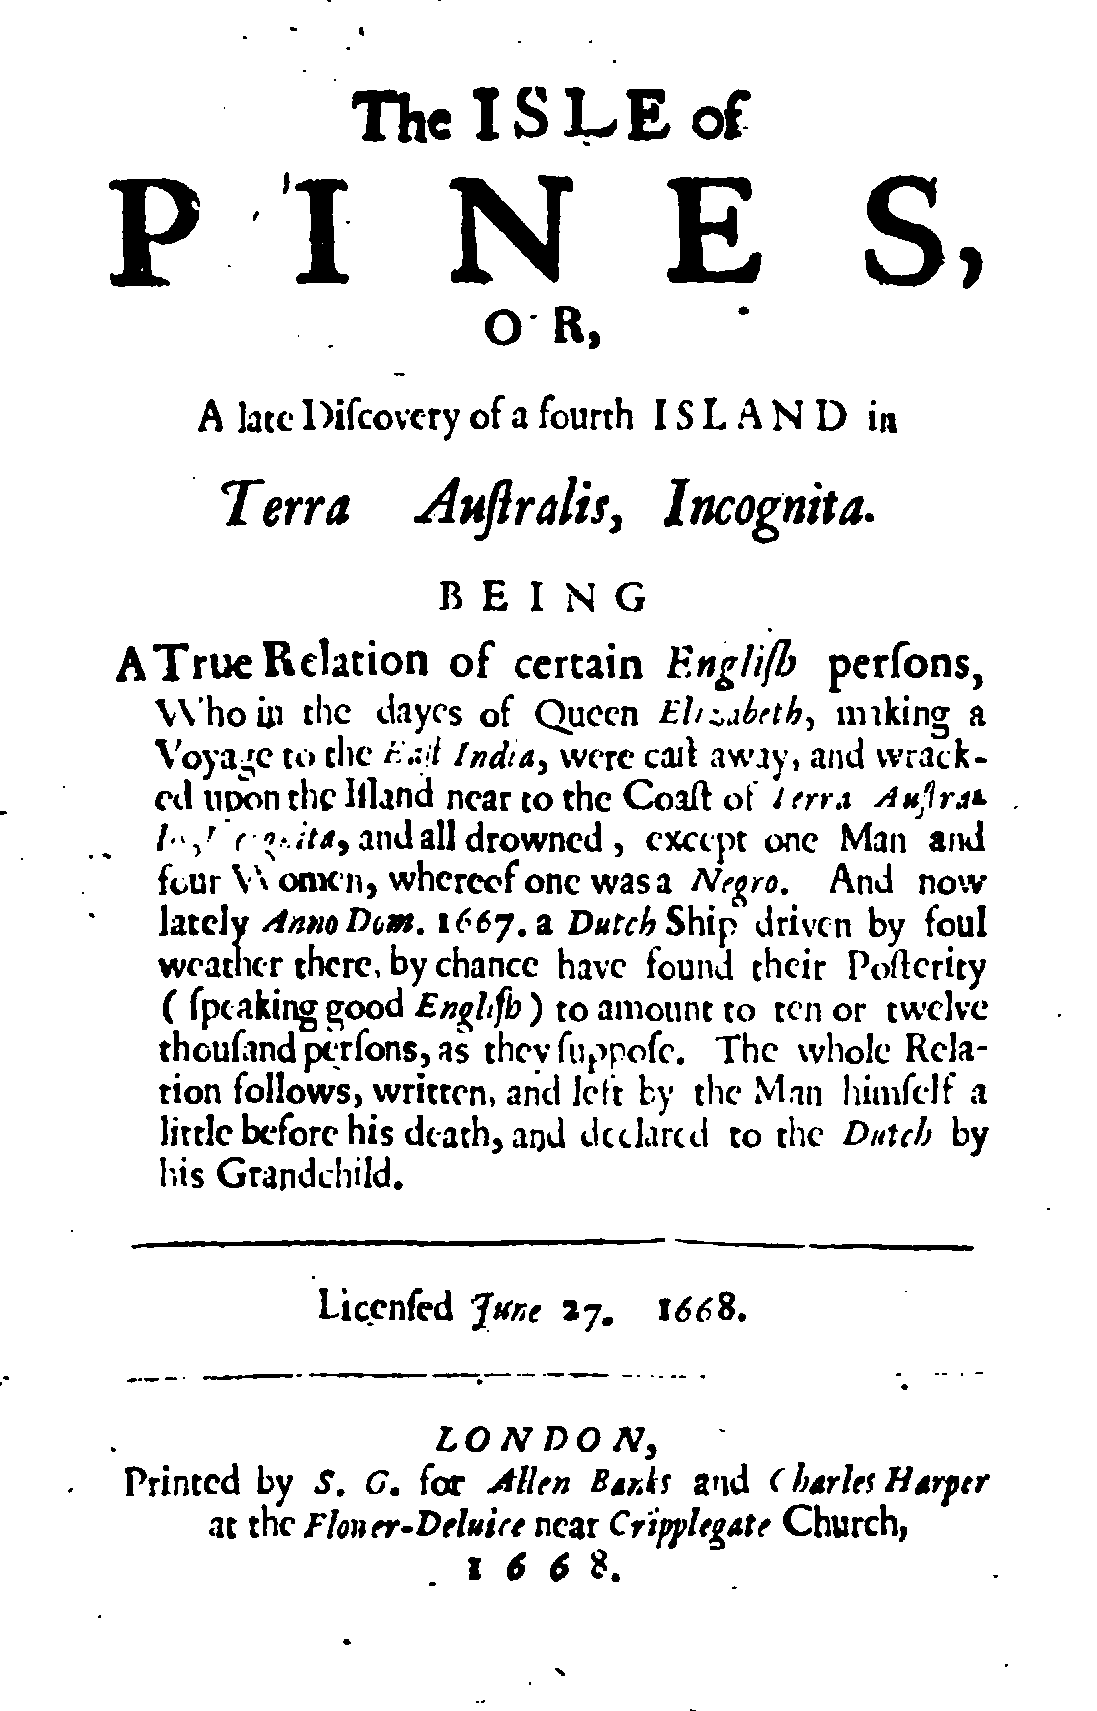 The ISLE of
PINES,
OR,
A late Diſcovery of a fourth ISLAND in
Terra Auſtralis, Incognita.
BEING
A True Relation of certain Engliſh perſons,
Who in the dayes of Queen Elizabeth, making a
Voyage to the Eaſt India, were caſt away, and wrack-
ed upon the Iſland near to the Coaſt of Terra Auſtra-
and all drowned, except one Man and
four Women, whereof one was a Negro. And now
lately Anno Dom. 1667. a Dutch Ship driven by foul
weather there, by chance have found their Poſterity
(ſpeaking good Engliſh) to amount to ten or twelve
thouſand perſons, as they ſuppoſe. The whole Rela-
tion follows, written, and left by the Man himſelf a
little before his death, and declared to the Dutch by
his Grandchild.
Licenſed June 27. 1668.
LONDON,
Printed by S. G. for Allen Banks and Charles Harper
at the Flower-Deluice near Cripplegate Church,
1668.